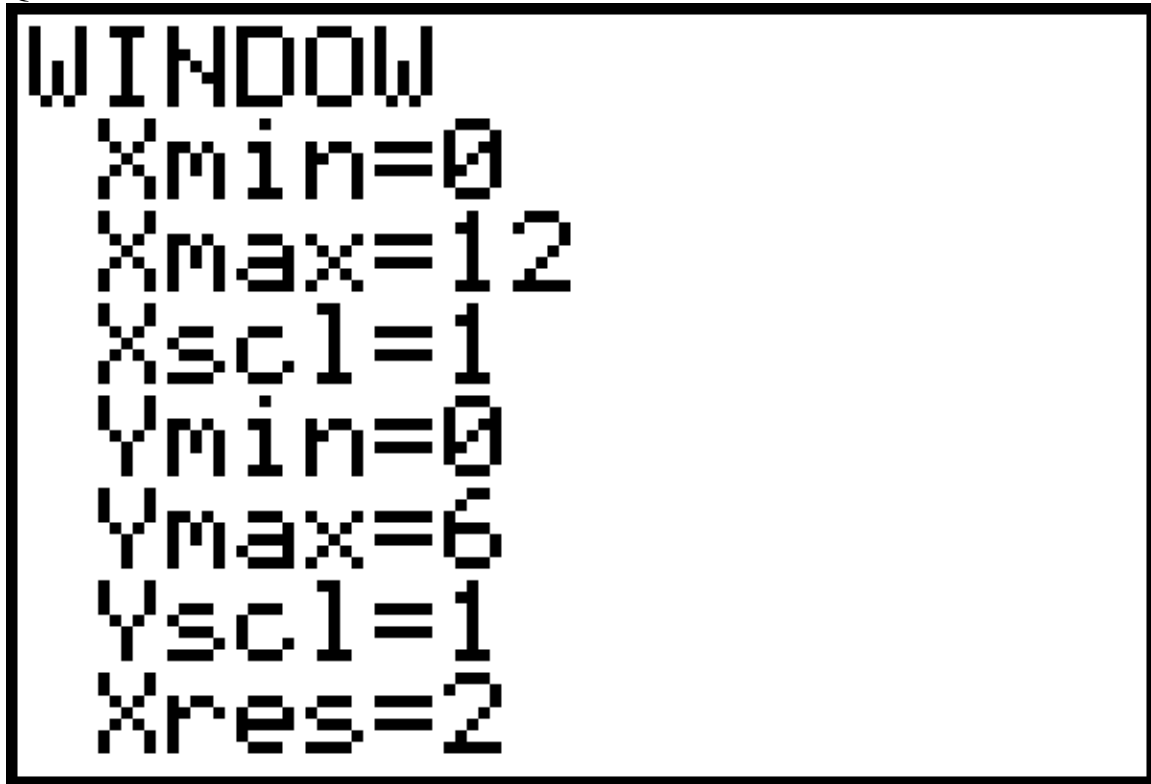 WINDOW
Xmin=0
Xmax=12
Xscl=1
Ymin=0
Ymax=6
Yscl=1
Xres=2